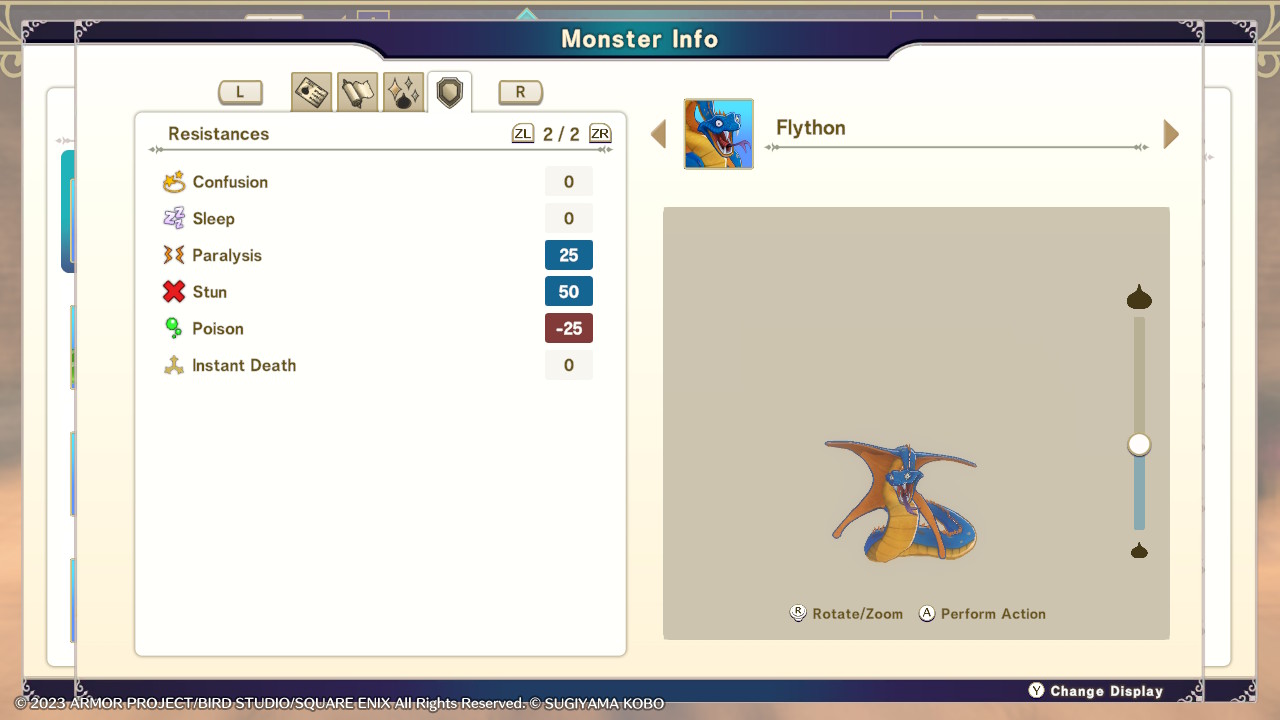 Monster Info
L
R
Resistances
ZL 2 / 2 ZR
Confusion 0
Sleep 0
Paralysis 25
Stun 50
Poison -25
Instant Death 0
Flython
R Rotate/Zoom A Perform Action
Y Change Display
© 2023 ARMOR PROJECT/BIRD STUDIO/SQUARE ENIX All Rights Reserved. © SUGIYAMA KOBO